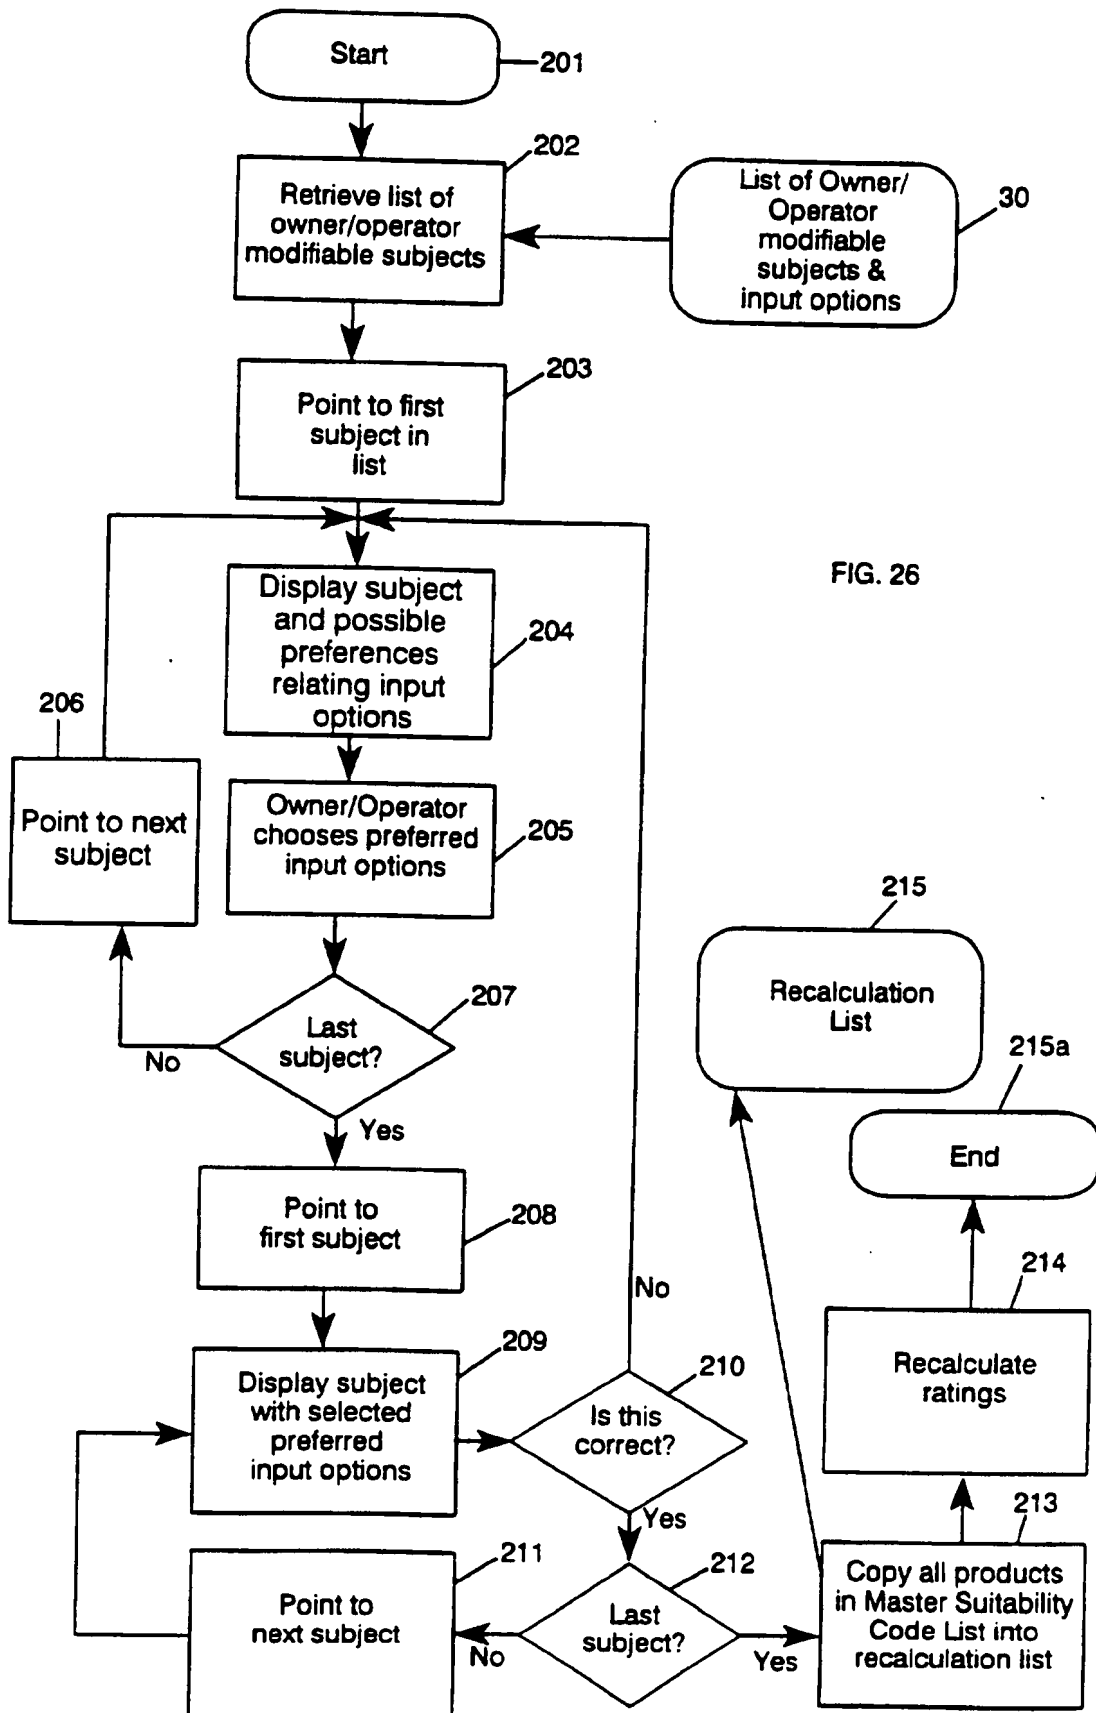 Start
201
202
Retrieve list of
owner/operator
modifiable subjects
List of Owner/
Operator
modifiable
subjects &
input options
30
203
Point to first
subject in
list
FIG. 26
Display subject
and possible
preferences
relating input
options
204
206
Point to next
subject
Owner/Operator
chooses preferred
input options
205
215
Recalculation
List
Last
subject?
207
No
Yes
215a
End
Point to
first subject
208
No
214
Recalculate
ratings
209
Display subject
with selected
preferred
input options
210
Is this
correct?
Yes
213
Copy all products
in Master Suitability
Code List into
recalculation list
211
Point to
next subject
212
Last
subject?
No
Yes